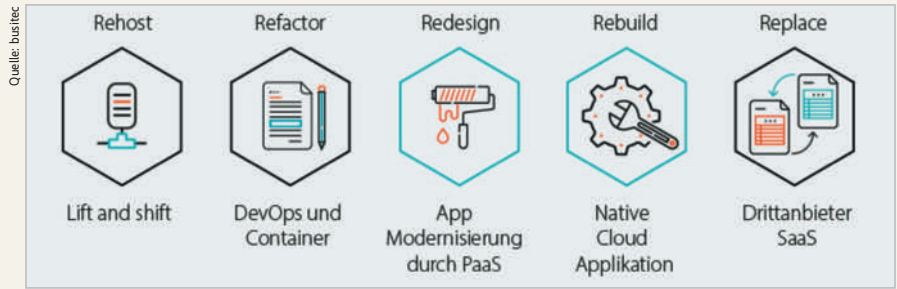 Quelle: busitec
Rehost
Refactor
Redesign
Rebuild
Replace
Lift and shift
DevOps und
Container
App
Modernisierung
durch PaaS
Native
Cloud
Applikation
Drittanbieter
SaaS